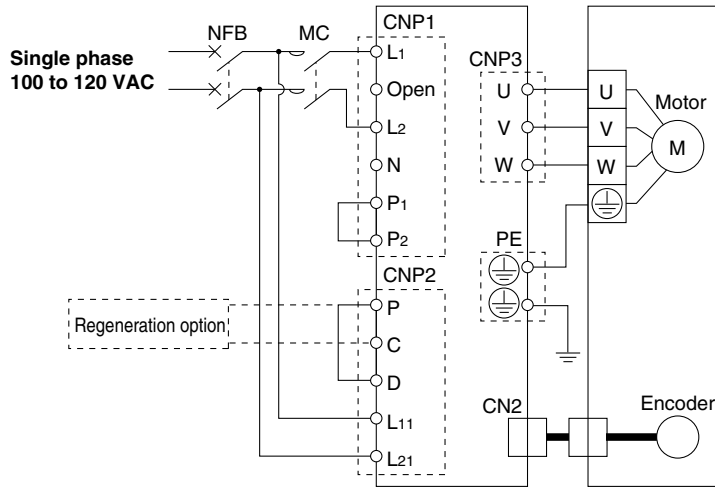 Single phase
100 to 120 VAC
NFB
MC
CNP1
L1
Open
L2
N
P1
P2
CNP2
P
C
D
L11
L21
Regeneration option
CNP3
U
V
W
PE
CN2
U
V
W
Motor
M
Encoder